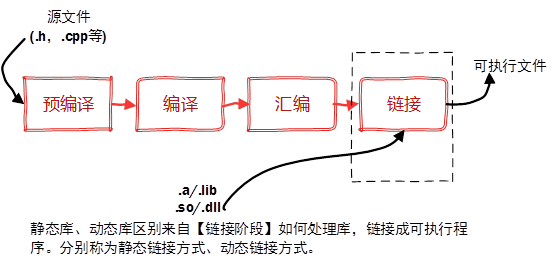 源文件
(.h，.cpp等)
可执行文件
预编译
编译
汇编
链接
.a/.lib
.so/.dll
静态库、动态库区别来自【链接阶段】如何处理库，链接成可执行程
序。分别称为静态链接方式、动态链接方式。